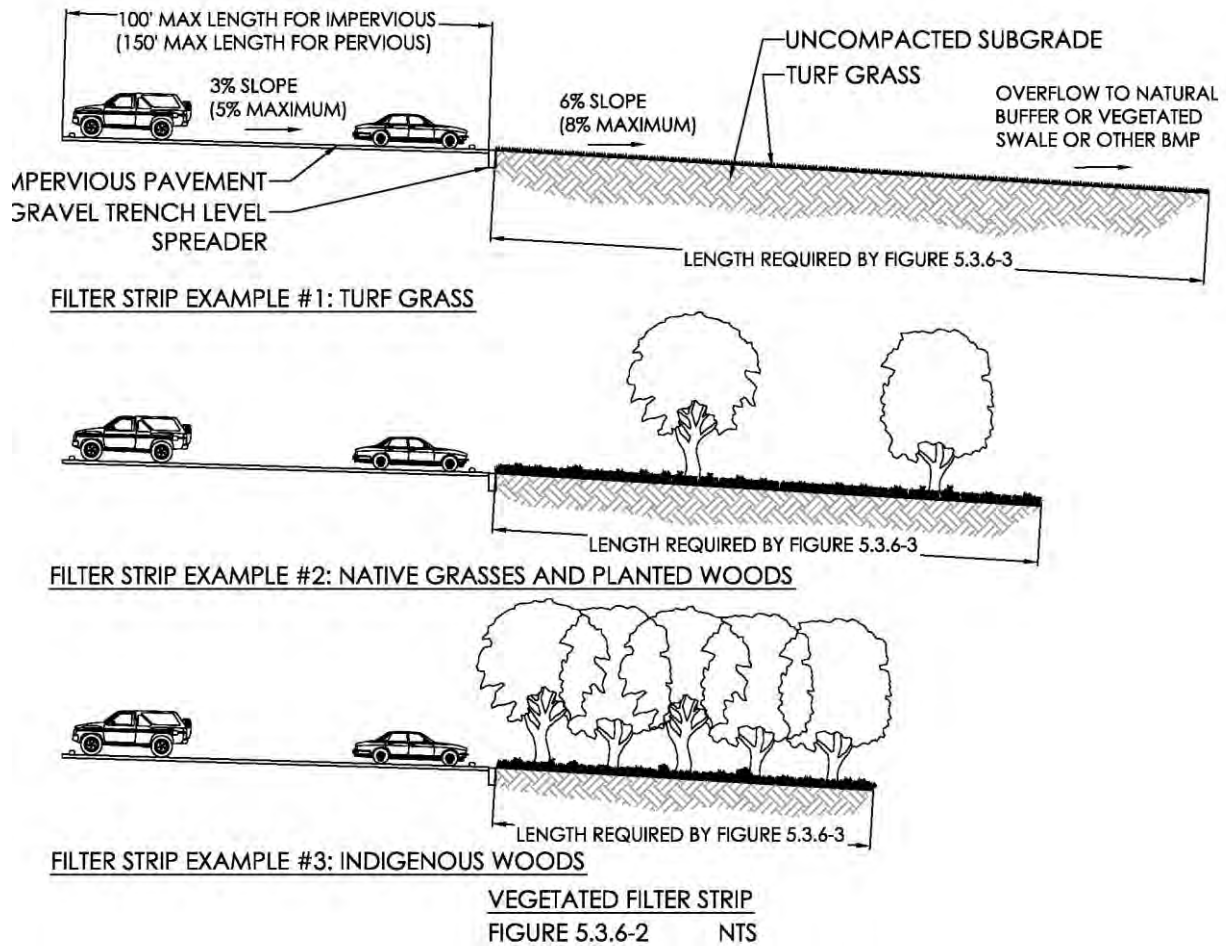 100' MAX LENGTH FOR IMPERVIOUS
(150' MAX LENGTH FOR PERVIOUS)
3% SLOPE
(5% MAXIMUM)
6% SLOPE
(8% MAXIMUM)
UNCOMPACTED SUBGRADE
TURF GRASS
OVERFLOW TO NATURAL
BUFFER OR VEGETATED
SWALE OR OTHER BMP
MPERVIOUS PAVEMENT
GRAVEL TRENCH LEVEL
SPREADER
LENGTH REQUIRED BY FIGURE 5.3.6-3
FILTER STRIP EXAMPLE #1: TURF GRASS
LENGTH REQUIRED BY FIGURE 5.3.6-3
FILTER STRIP EXAMPLE #2: NATIVE GRASSES AND PLANTED WOODS
LENGTH REQUIRED BY FIGURE 5.3.6-3
FILTER STRIP EXAMPLE #3: INDIGENOUS WOODS
VEGETATED FILTER STRIP
FIGURE 5.3.6-2 NTS